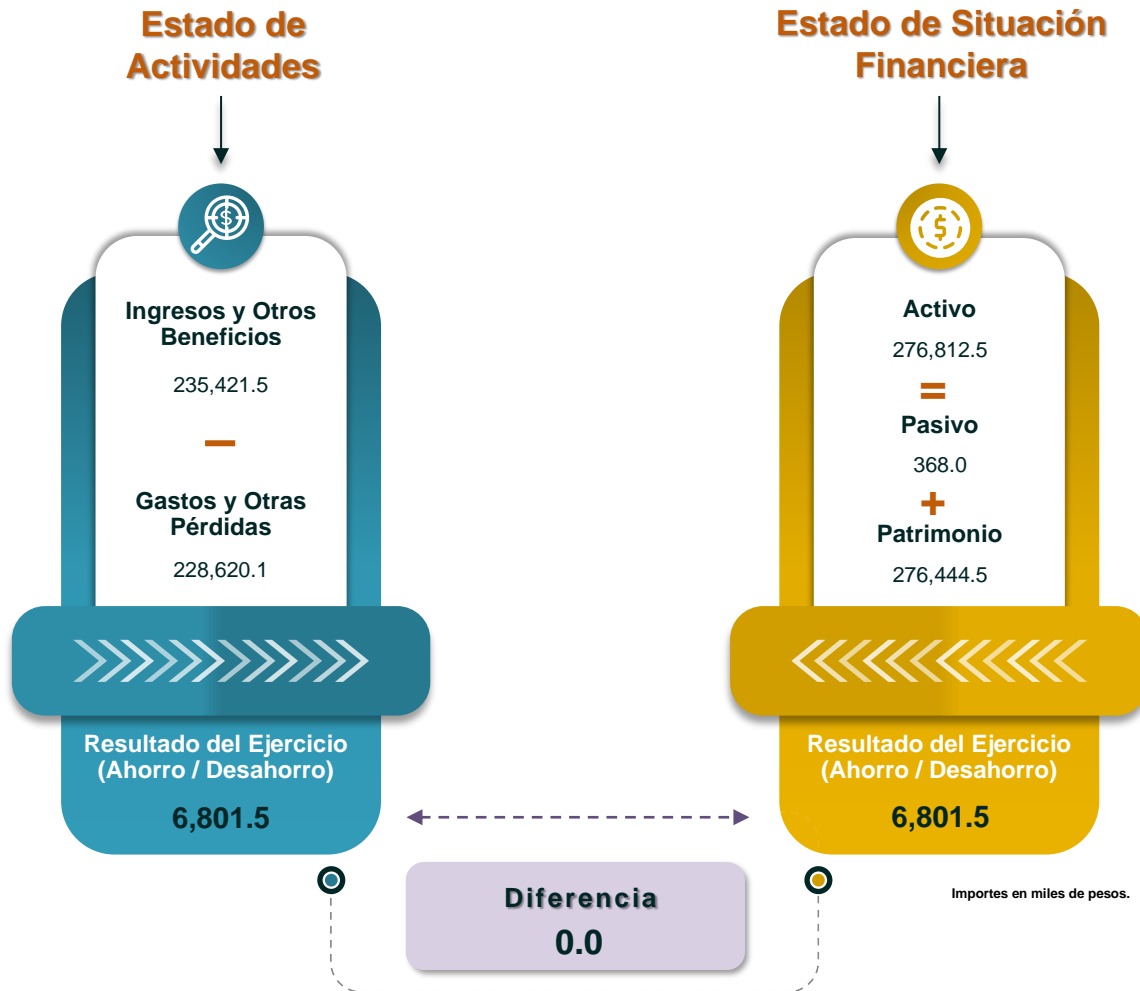 Estado de
Actividades
Ingresos y Otros
Beneficios
235,421.5
−
Gastos y Otras
Pérdidas
228,620.1
Resultado del Ejercicio
(Ahorro / Desahorro)
6,801.5
Estado de Situación
Financiera
$
Activo
276,812.5
=
Pasivo
368.0
+
Patrimonio
276,444.5
Resultado del Ejercicio
(Ahorro / Desahorro)
6,801.5
Diferencia
0.0
Importes en miles de pesos.